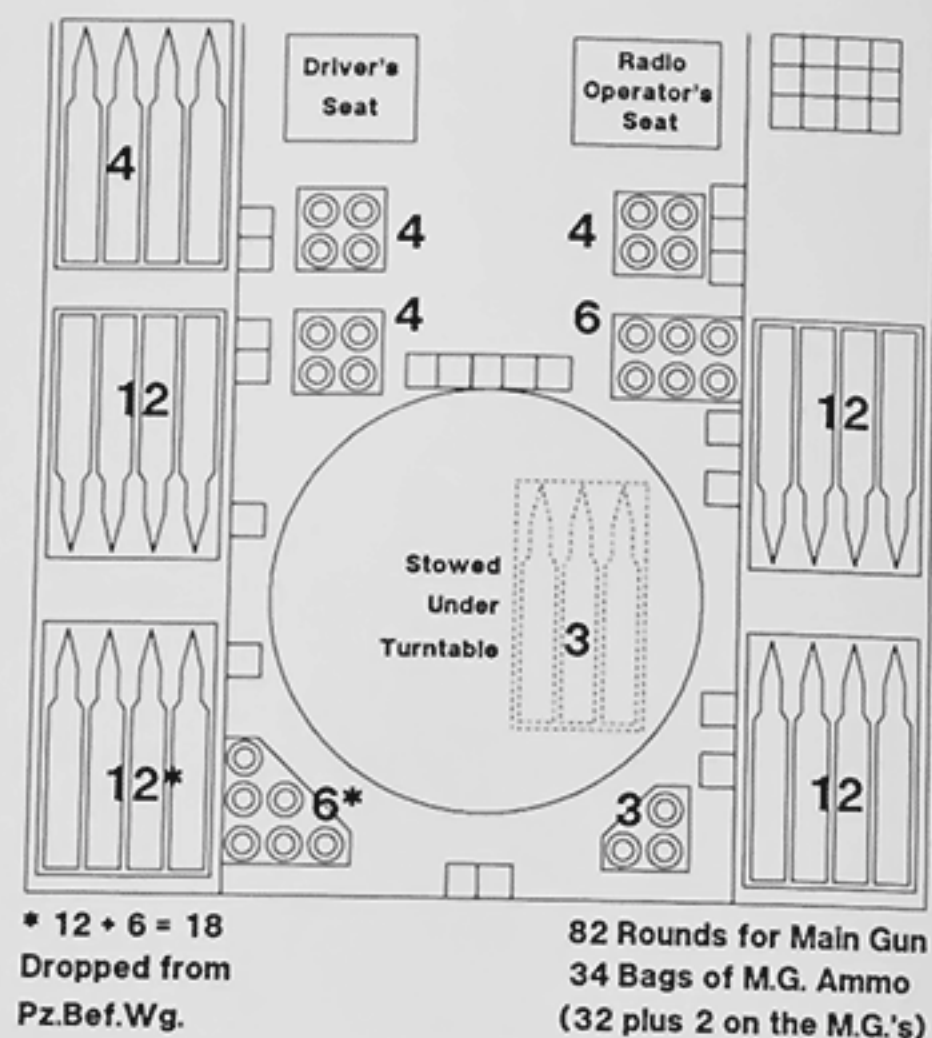 Driver's
Seat
Radio
Operator's
Seat
4
4
4
4
6
12
12
Stowed
Under
Turntable
3
12*
6*
3
12
* 12 + 6 = 18
Dropped from
Pz.Bef.Wg.
82 Rounds for Main Gun
34 Bags of M.G. Ammo
(32 plus 2 on the M.G.'s)